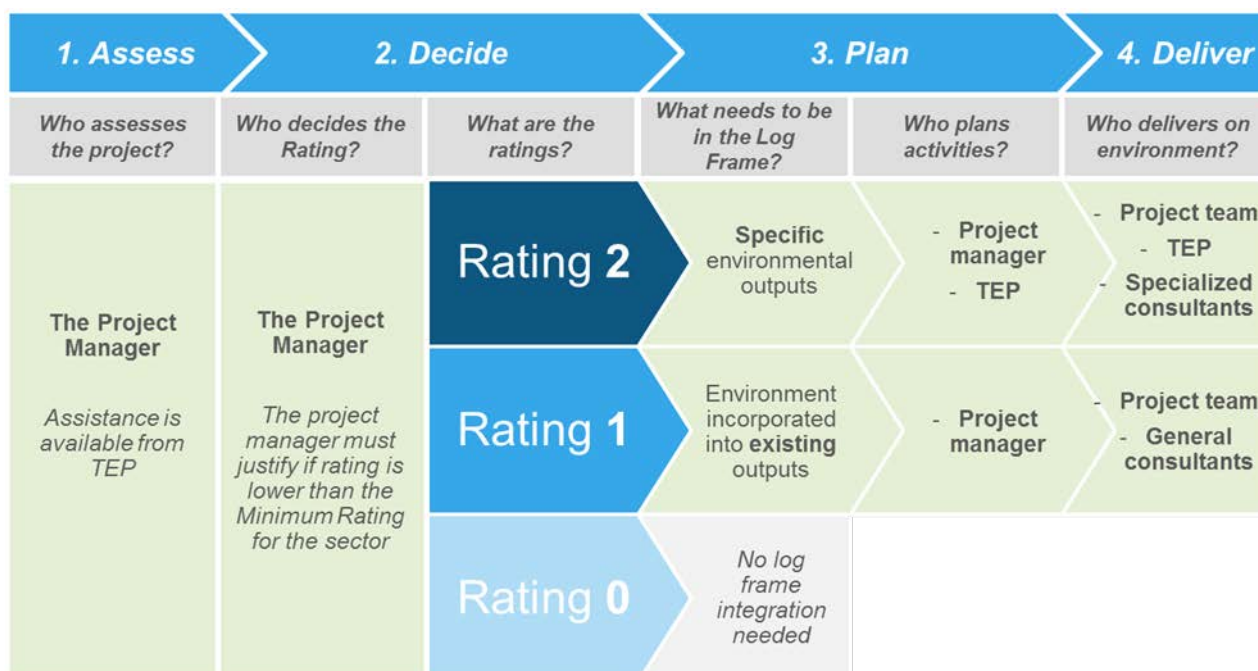 1. Assess
2. Decide
3. Plan
4. Deliver
Who assesses
the project?
Who decides the
Rating?
What are the
ratings?
What needs to be
in the Log
Frame?
Who plans
activities?
Who delivers on
environment?
The Project
Manager
Assistance is
available from
TEP
The Project
Manager
The project
manager must
justify if rating is
lower than the
Minimum Rating
for the sector
Rating 2
Specific
environmental
outputs
- Project
manager
- TEP
- Project team
- TEP
- Specialized
consultants
Rating 1
Environment
incorporated
into existing
outputs
- Project
manager
- Project team
- General
consultants
Rating 0
No log
frame
integration
needed